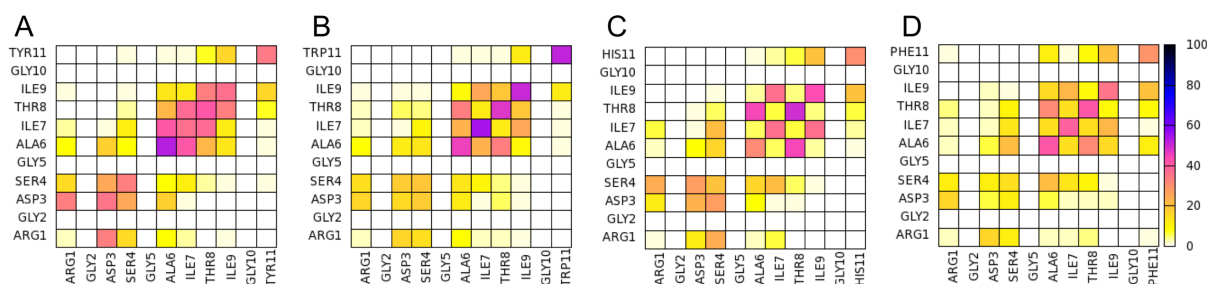 A
TYR11
GLY10
ILE9
THR8
ILE7
ALA6
GLY5
SER4
ASP3
GLY2
ARG1
ARG1
GLY2
ASP3
SER4
GLY5
ALA6
ILE7
THR8
ILE9
GLY10
TYR11
B
TRP11
GLY10
ILE9
THR8
ILE7
ALA6
GLY5
SER4
ASP3
GLY2
ARG1
ARG1
GLY2
ASP3
SER4
GLY5
ALA6
ILE7
THR8
ILE9
GLY10
TRP11
C
HIS11
GLY10
ILE9
THR8
ILE7
ALA6
GLY5
SER4
ASP3
GLY2
ARG1
ARG1
GLY2
ASP3
SER4
GLY5
ALA6
ILE7
THR8
ILE9
GLY10
HIS11
D
PHE11
GLY10
ILE9
THR8
ILE7
ALA6
GLY5
SER4
ASP3
GLY2
ARG1
ARG1
GLY2
ASP3
SER4
GLY5
ALA6
ILE7
THR8
ILE9
GLY10
PHE11
100
80
60
40
20
0